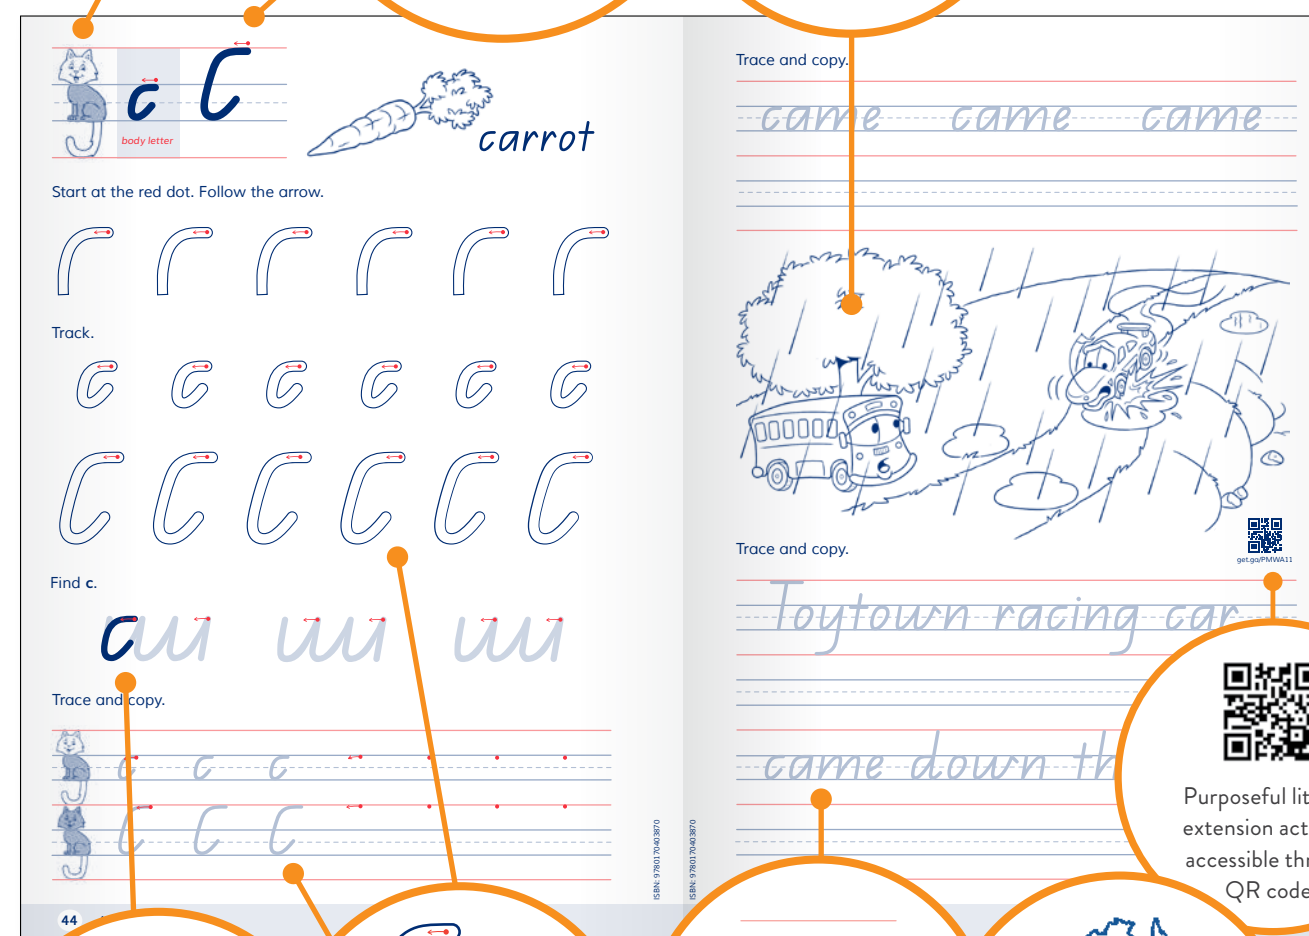 c C
body letter
carrot
Start at the red dot. Follow the arrow.
Track.
Find c.
Trace and copy.
c c c
C C C
44
ISBN: 9780170403870
ISBN: 9780170403870
Trace and copy.
came came came
get.ga/PMWA11
Trace and copy.
Toytown racing car
came down th
Purposeful lit
extension act
accessible thr
QR code